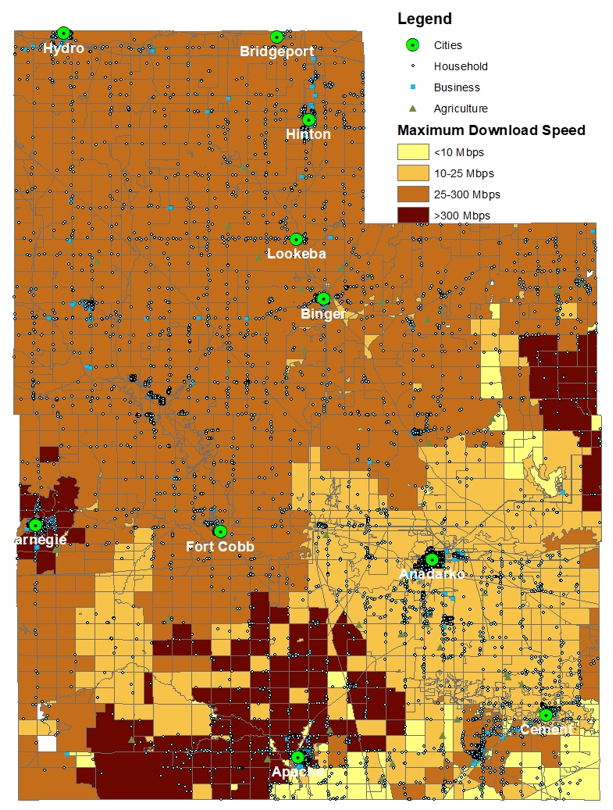 Legend
Cities
Household
Business
Agriculture
Maximum Download Speed
<10 Mbps
10-25 Mbps
25-300 Mbps
>300 Mbps
Hydro
Bridgeport
Hinton
Lookeba
Binger
arnegie
Fort Cobb
Anadarko
Cement
Apache